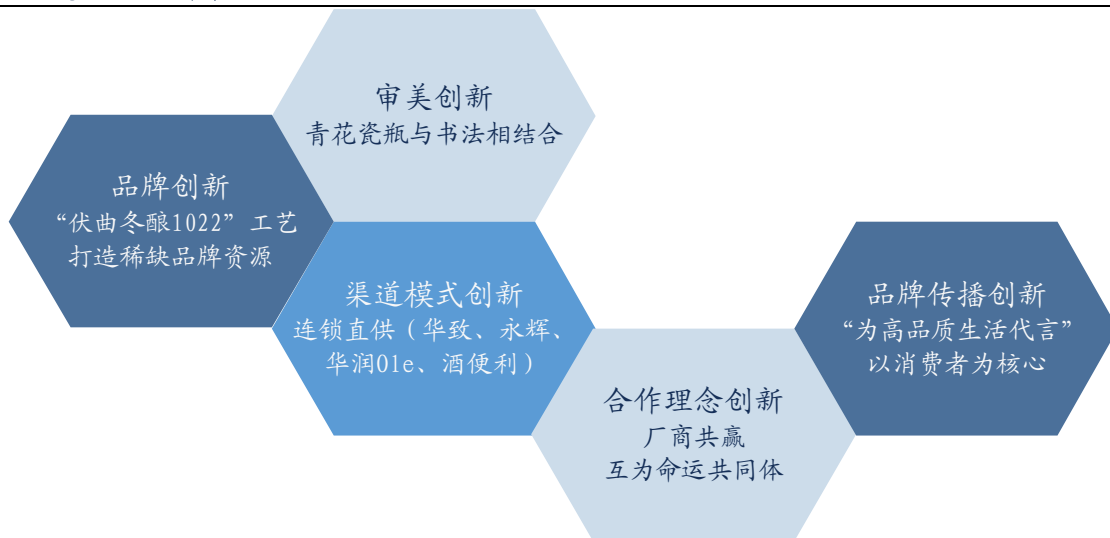 审美创新
青花瓷瓶与书法相结合
品牌创新
“伏曲冬酿1022”工艺
打造稀缺品牌资源
渠道模式创新
连锁直供（华致、永辉、
华润Ole、酒便利）
合作理念创新
厂商共赢
互为命运共同体
品牌传播创新
“为高品质生活代言”
以消费者为核心